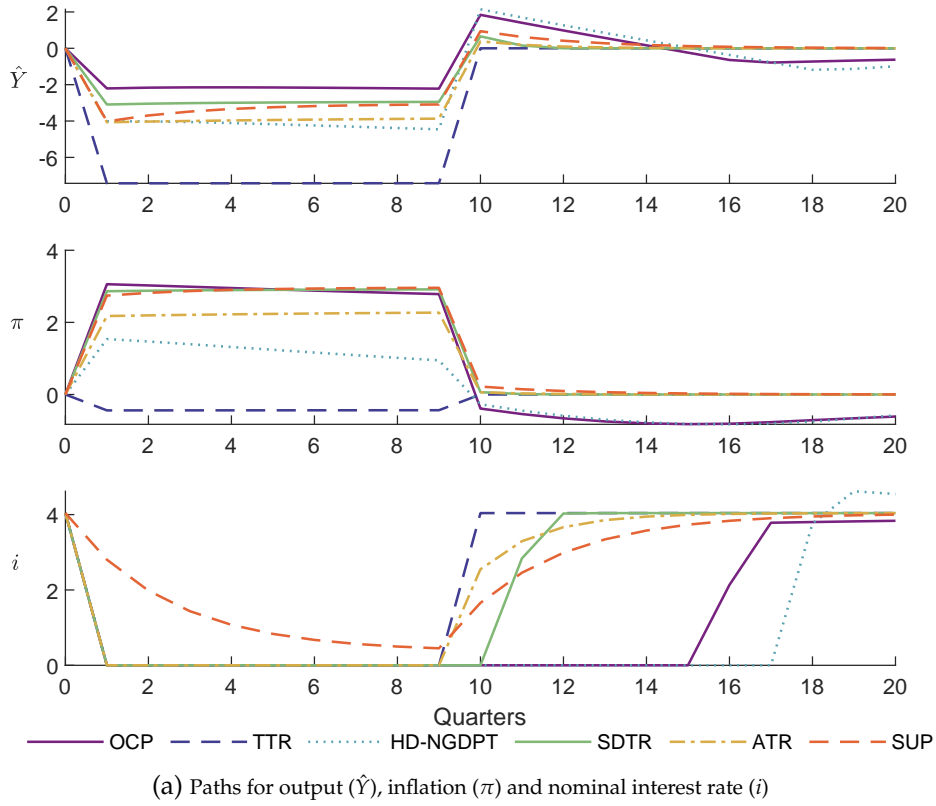 2
0
-2
-4
-6
Ŷ
0 2 4 6 8 10 12 14 16 18 20
4
2
0
π
0 2 4 6 8 10 12 14 16 18 20
4
2
0
i
0 2 4 6 8 10 12 14 16 18 20
Quarters
OCP TTR HD-NGDPT SDTR ATR SUP
(a) Paths for output (Ŷ), inflation (π) and nominal interest rate (i)